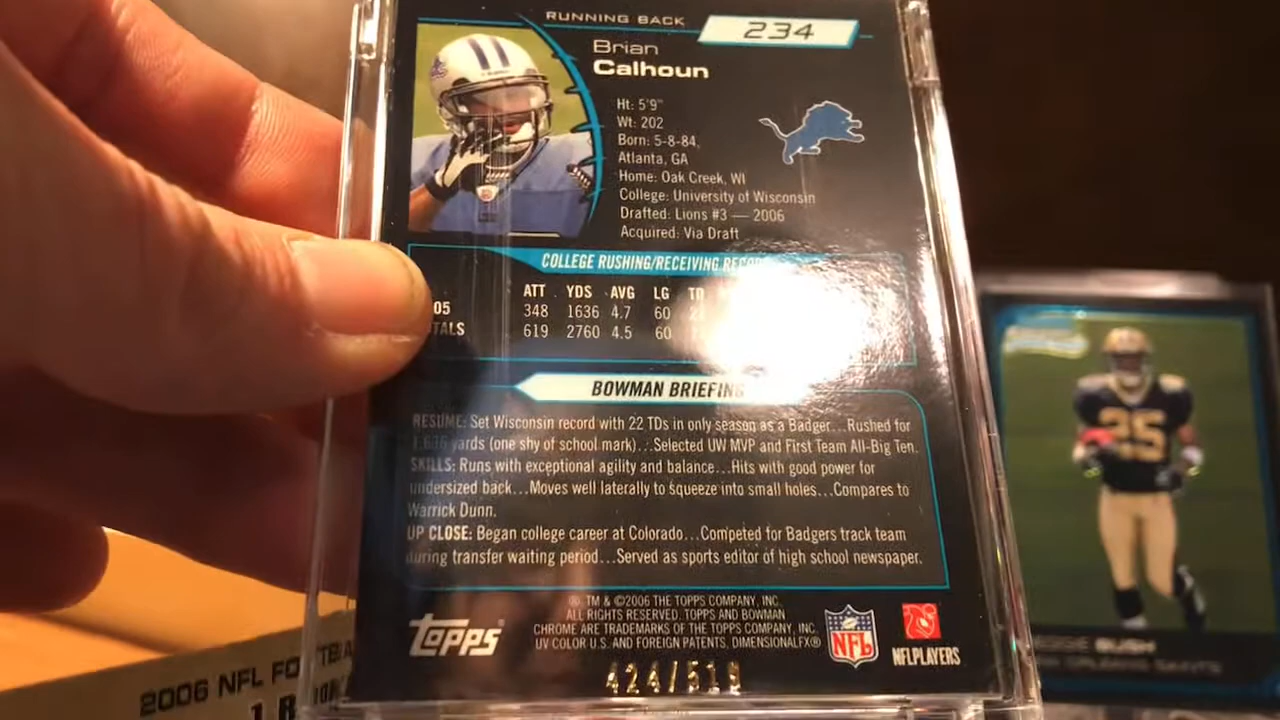 RUNNING BACK
234
Brian
Calhoun
Ht: 5'9"
Wt: 202
Born: 5-8-84,
Atlanta, GA
Home: Oak Creek, WI
College: University of Wisconsin
Drafted: Lions #3 — 2006
Acquired: Via Draft
COLLEGE RUSHING/RECEIVING
ATT YDS AVG LG TD
05 348 1636 4.7 60
TALS 619 2760 4.5 60
BOWMAN BRIEFING
RESUME: Set Wisconsin record with 22 TDs in only season as a Badger...Rushed for
1,636 yards (one shy of school mark)...Selected UW MVP and First Team All-Big Ten.
SKILLS: Runs with exceptional agility and balance...Hits with good power for
undersized back...Moves well laterally to squeeze into small holes...Compares to
Warrick Dunn.
UP CLOSE: Began college career at Colorado...Competed for Badgers track team
during transfer waiting period...Served as sports editor of high school newspaper.
®, TM & ©2006 THE TOPPS COMPANY, INC.
ALL RIGHTS RESERVED. TOPPS AND BOWMAN
CHROME ARE TRADEMARKS OF THE TOPPS COMPANY, INC.
UV COLOR U.S. AND FOREIGN PATENTS, DIMENSIONALFX®
topps
NFL
NFLPLAYERS
424/519
2006 NFL
25
BUSH